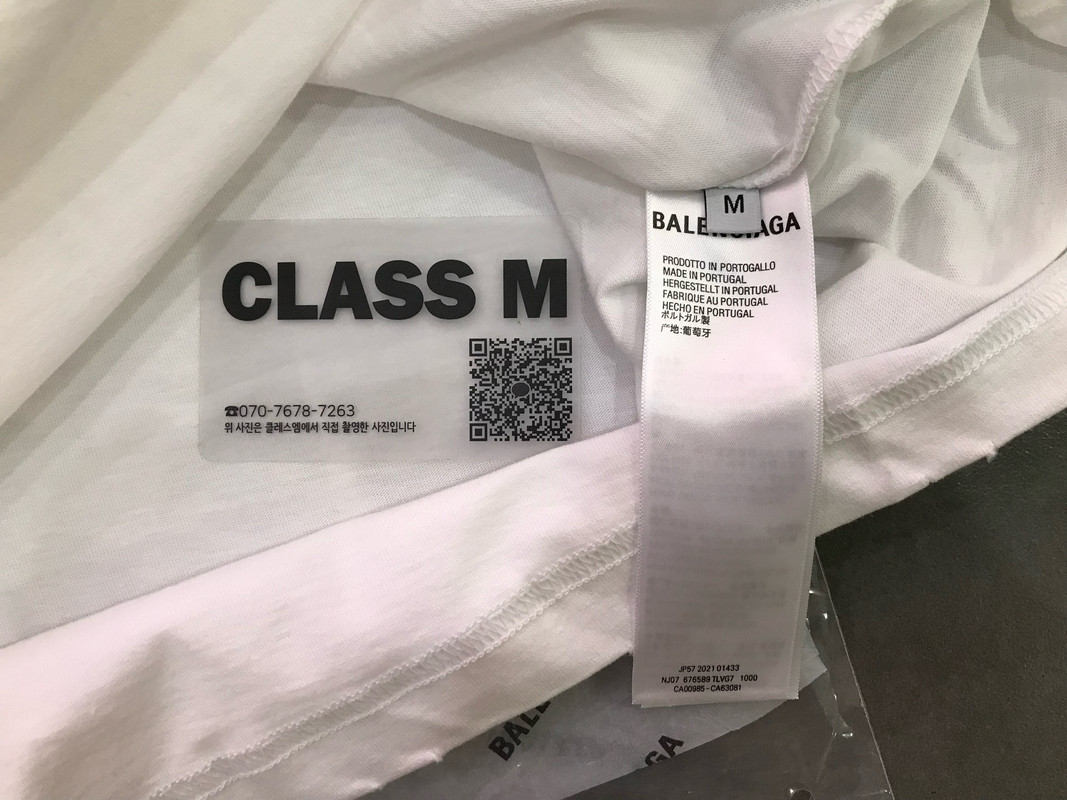 CLASS M
☎070-7678-7263
위 사진은 클레스엠에서 직접 촬영한 사진입니다
M
BALENCIAGA
PRODOTTO IN PORTOGALLO
MADE IN PORTUGAL
HERGESTELLT IN PORTUGAL
FABRIQUE AU PORTUGAL
HECHO EN PORTUGAL
ポルトガル製
产地:葡萄牙
JP57 2021 01433
NJ07 676589 TLVG7 1000
CA00985-CA63081